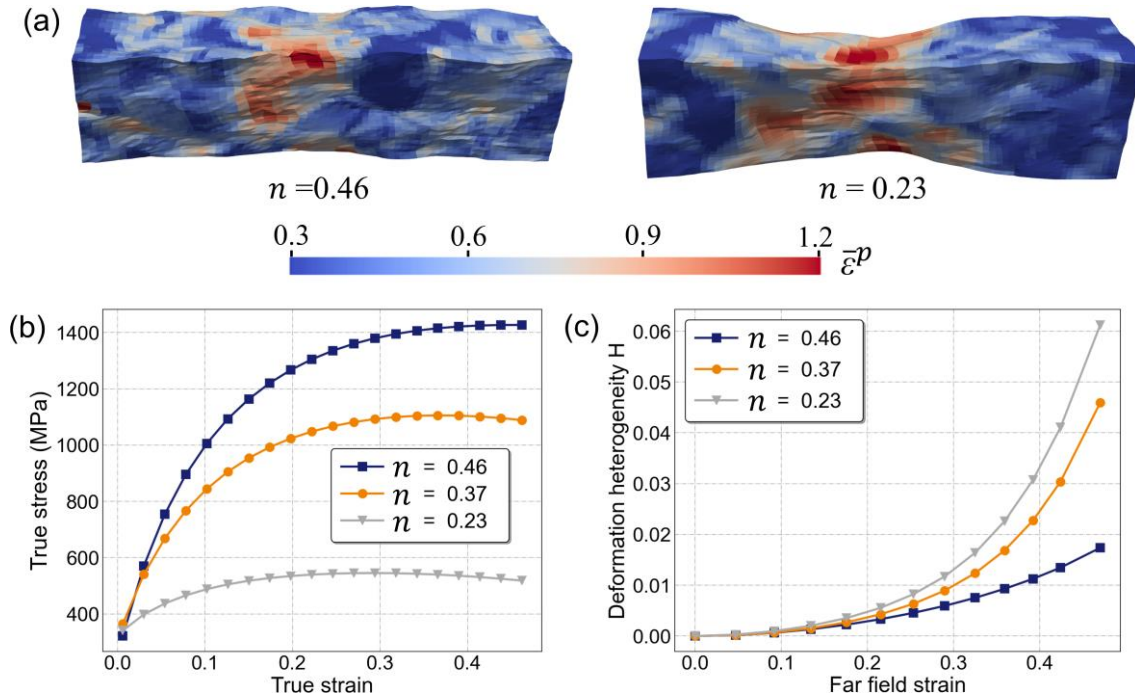 (a)
n =0.46
n = 0.23
0.3 0.6 0.9 1.2 ε̄ᵖ
(b)
True stress (MPa)
1400
1200
1000
800
600
400
n = 0.46
n = 0.37
n = 0.23
0.0 0.1 0.2 0.3 0.4
True strain
(c)
Deformation heterogeneity H
0.06
0.05
0.04
0.03
0.02
0.01
0.00
n = 0.46
n = 0.37
n = 0.23
0.0 0.1 0.2 0.3 0.4
Far field strain